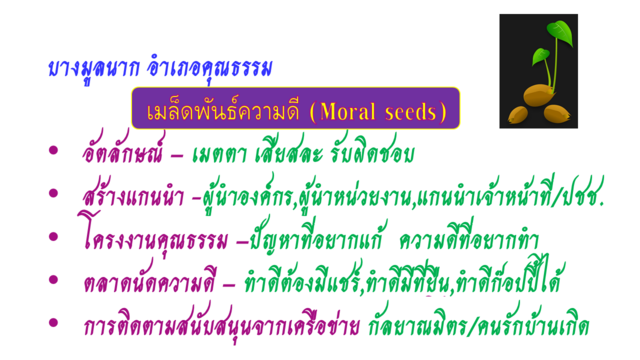 บางมูลนาก อำเภอคุณธรรม
เมล็ดพันธ์ความดี (Moral seeds)
• อัตลักษณ์ – เมตตา เสียสละ รับผิดชอบ
• สร้างแกนนำ -ผู้นำองค์กร,ผู้นำหน่วยงาน,แกนนำเจ้าหน้าที่/ปชช.
• โครงงานคุณธรรม –ปัญหาที่อยากแก้ ความดีที่อยากทำ
• ตลาดนัดความดี – ทำดีต้องมีแชร์,ทำดีมีที่ยืน,ทำดีก๊อปปี้ได้
• การติดตามสนับสนุนจากเครือข่าย กัลยาณมิตร/คนรักบ้านเกิด